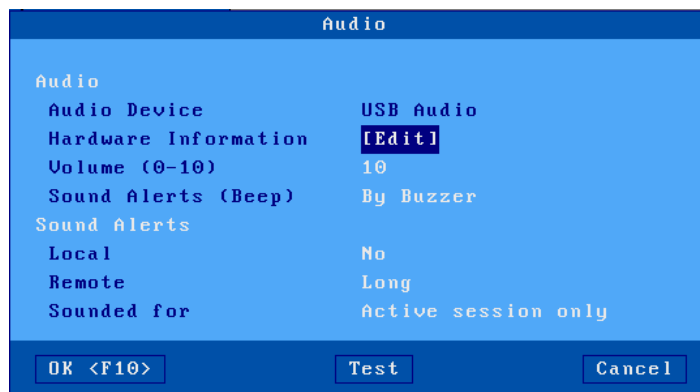 Audio
Audio
Audio Device USB Audio
Hardware Information [Edit]
Volume (0-10) 10
Sound Alerts (Beep) By Buzzer
Sound Alerts
Local No
Remote Long
Sounded for Active session only
OK <F10> Test Cancel